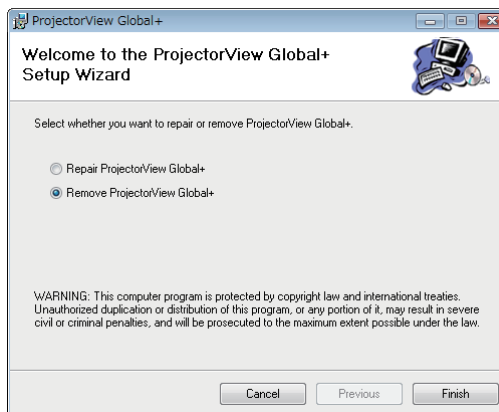 ProjectorView Global+
Welcome to the ProjectorView Global+
Setup Wizard
Select whether you want to repair or remove ProjectorView Global+.
Repair ProjectorView Global+
Remove ProjectorView Global+
WARNING: This computer program is protected by copyright law and international treaties.
Unauthorized duplication or distribution of this program, or any portion of it, may result in severe
civil or criminal penalties, and will be prosecuted to the maximum extent possible under the law.
Cancel Previous Finish